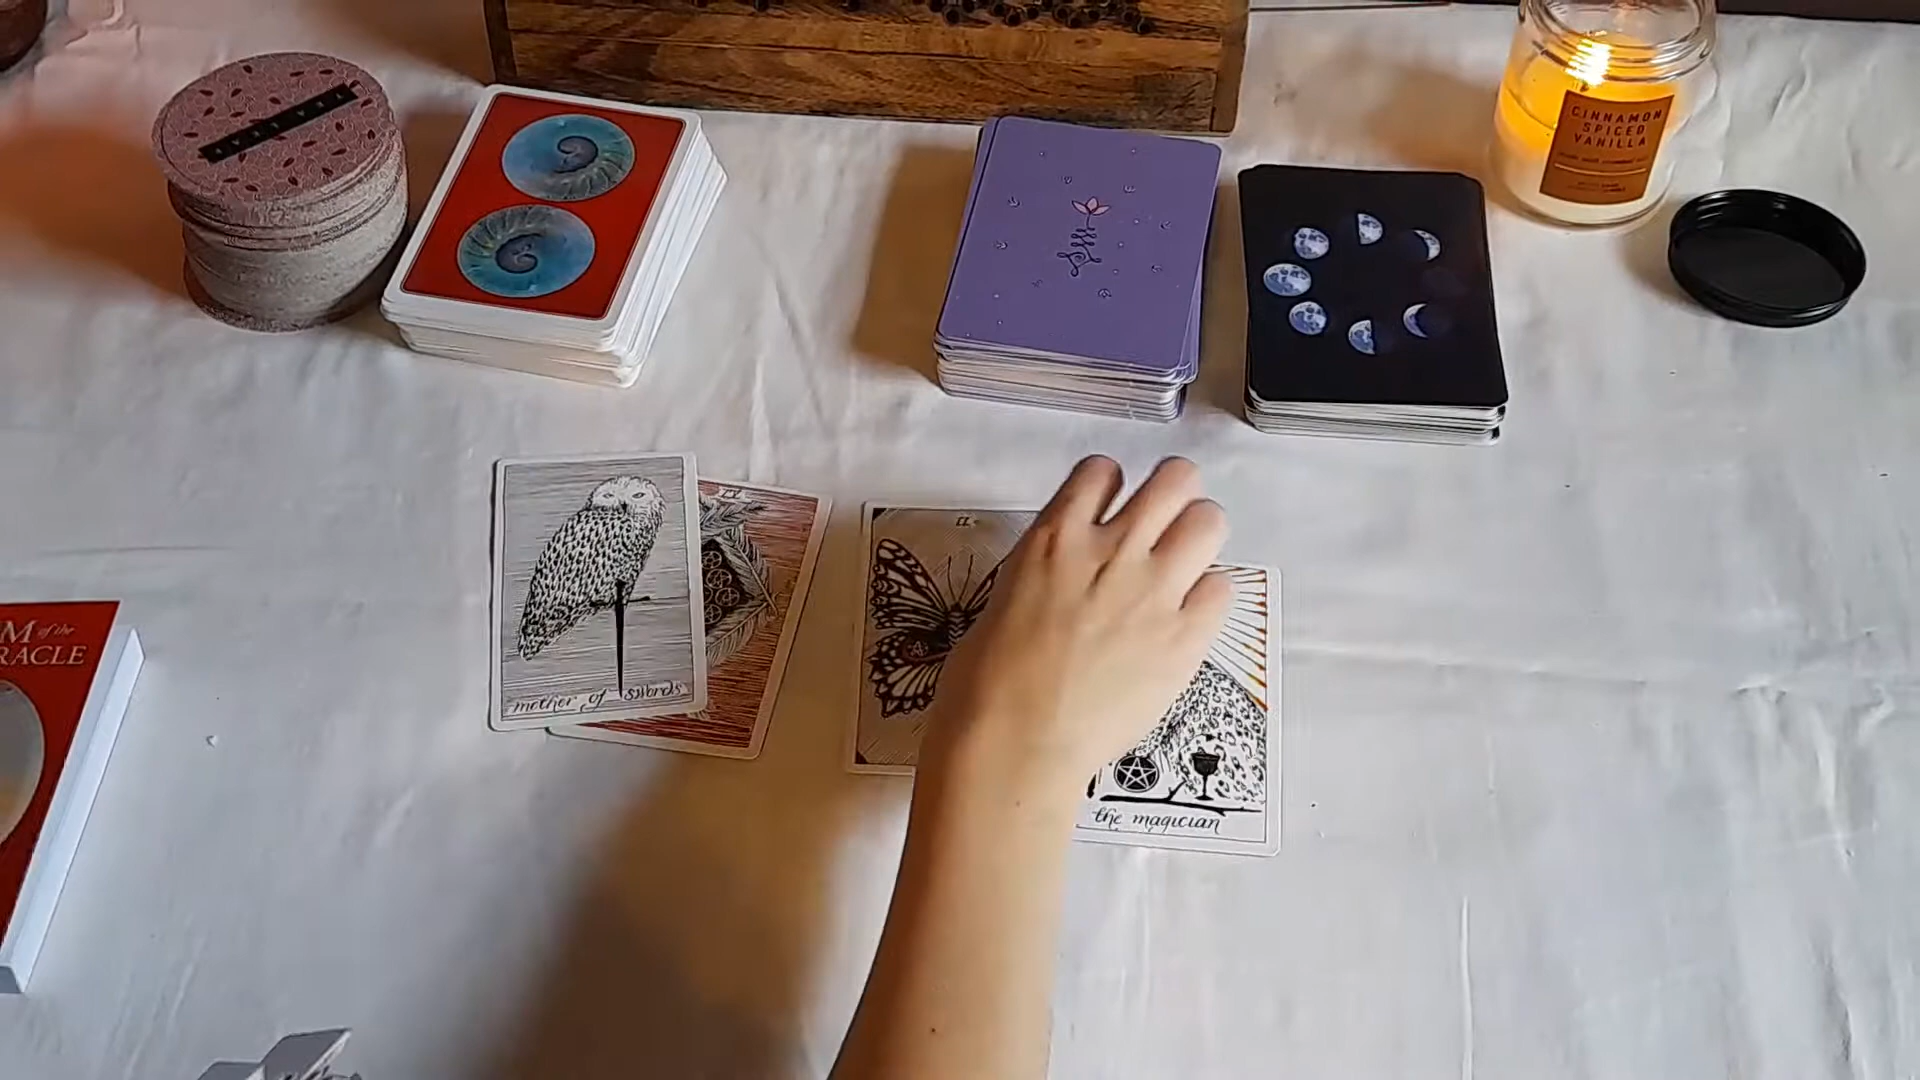 CINNAMON
SPICED
VANILLA
M of the
RACLE
mother of swords
II
the magician